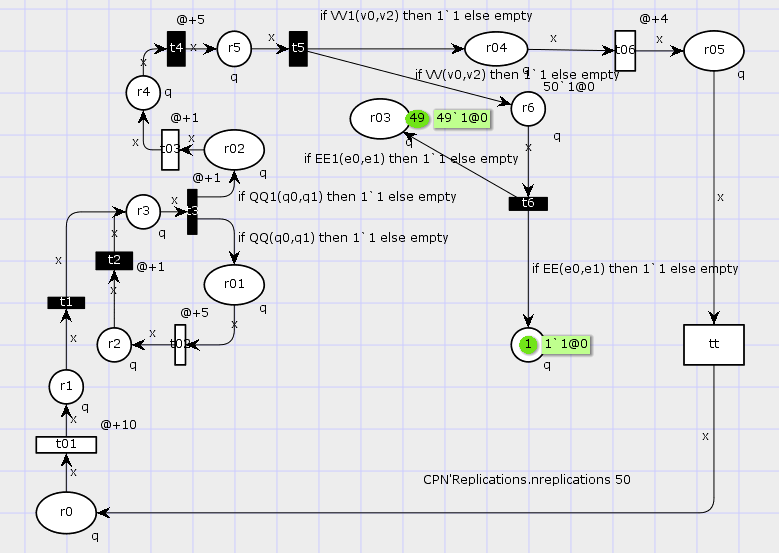 if VV1(v0,v2) then 1`1 else empty
@+5
@+4
t4
x
r5
x
t5
r04
x
t06
x
r05
x
q
q
q
if VV(v0,v2) then 1`1 else empty
50`1@0
r4
q
r6
q
r03
49
49`1@0
q
@+1
x
t03
x
r02
q
x
if EE1(e0,e1) then 1`1 else empty
@+1
if QQ1(q0,q1) then 1`1 else empty
x
r3
q
t3
t6
x
x
x
if QQ(q0,q1) then 1`1 else empty
t2
@+1
if EE(e0,e1) then 1`1 else empty
r01
q
x
t1
@+5
x
x
x
r2
q
t02
1
1`1@0
q
tt
r1
q
x
@+10
t01
x
x
CPN'Replications.nreplications 50
r0
q